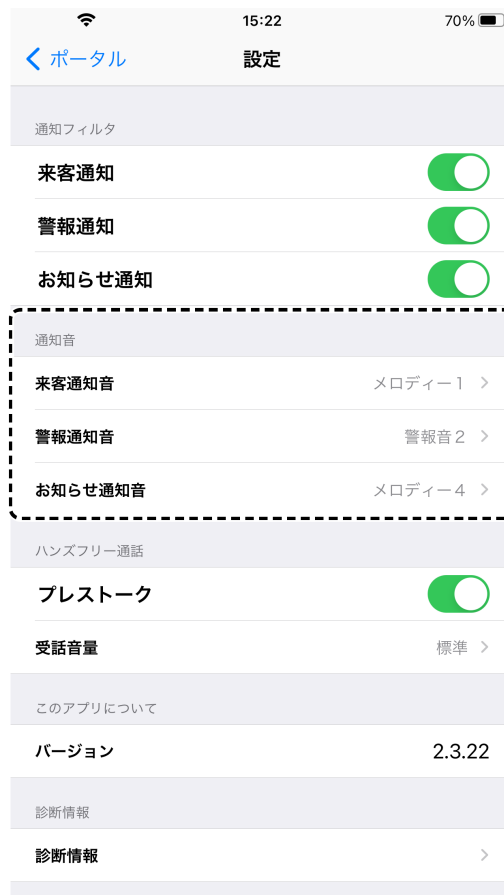 15:22 70%
ポータル 設定
通知フィルタ
来客通知
警報通知
お知らせ通知
通知音
来客通知音 メロディー1
警報通知音 警報音2
お知らせ通知音 メロディー4
ハンズフリー通話
プレストーク
受話音量 標準
このアプリについて
バージョン 2.3.22
診断情報
診断情報